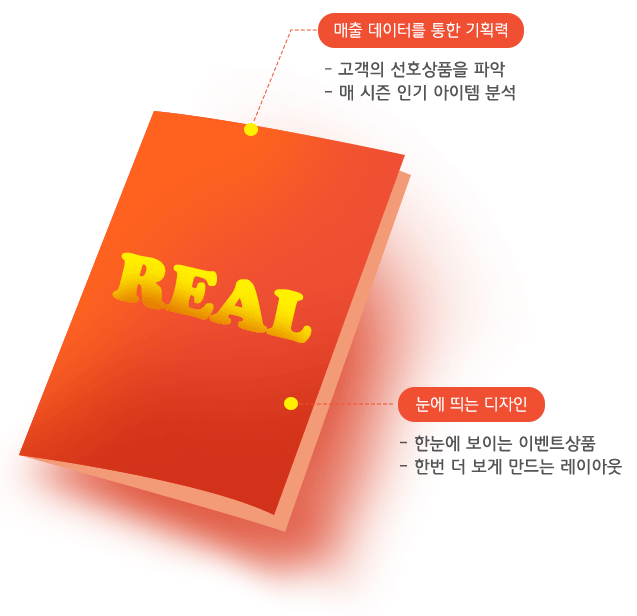 매출 데이터를 통한 기획력
- 고객의 선호상품을 파악
- 매 시즌 인기 아이템 분석
REAL
눈에 띄는 디자인
- 한눈에 보이는 이벤트상품
- 한번 더 보게 만드는 레이아웃